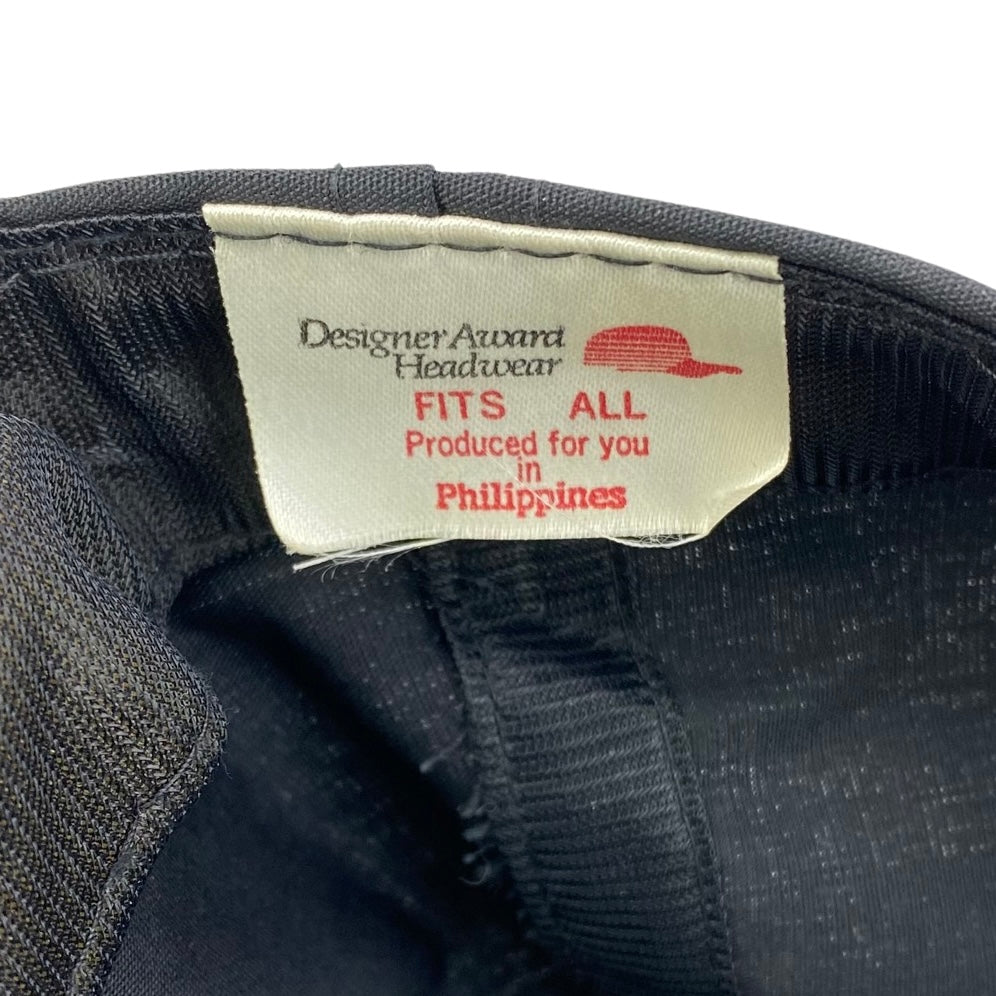 Designer Award
Headwear
FITS ALL
Produced for you
in
Philippines